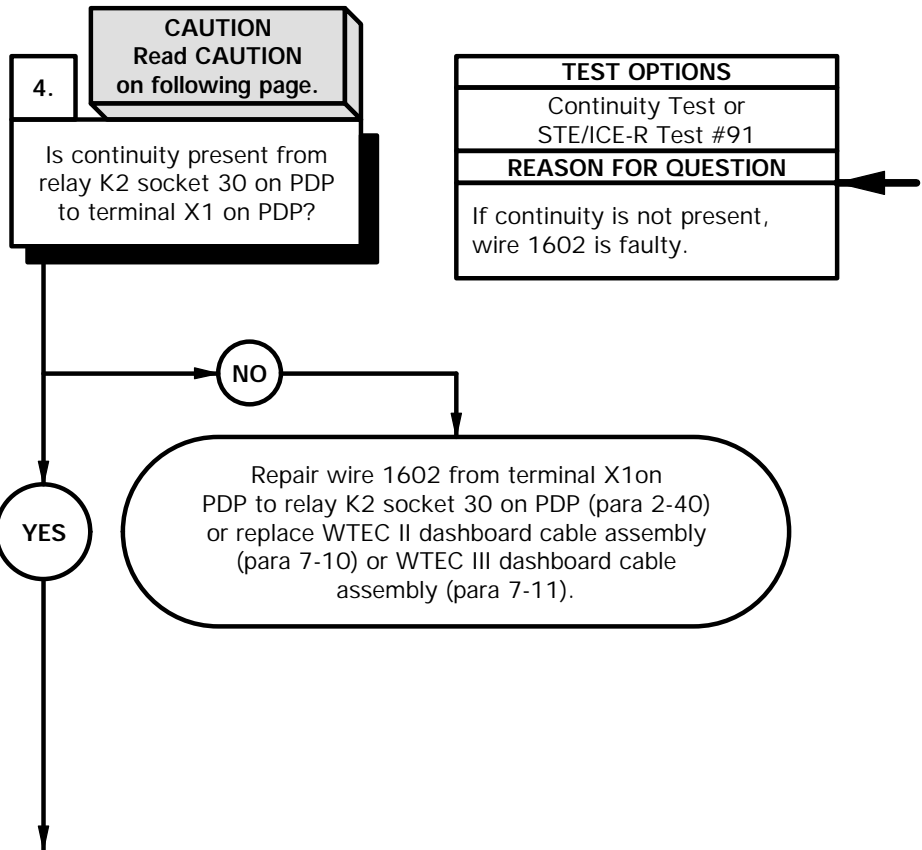 CAUTION
Read CAUTION
on following page.
4.
Is continuity present from
relay K2 socket 30 on PDP
to terminal X1 on PDP?
TEST OPTIONS
Continuity Test or
STE/ICE-R Test #91
REASON FOR QUESTION
If continuity is not present,
wire 1602 is faulty.
NO
YES
Repair wire 1602 from terminal X1on
PDP to relay K2 socket 30 on PDP (para 2-40)
or replace WTEC II dashboard cable assembly
(para 7-10) or WTEC III dashboard cable
assembly (para 7-11).